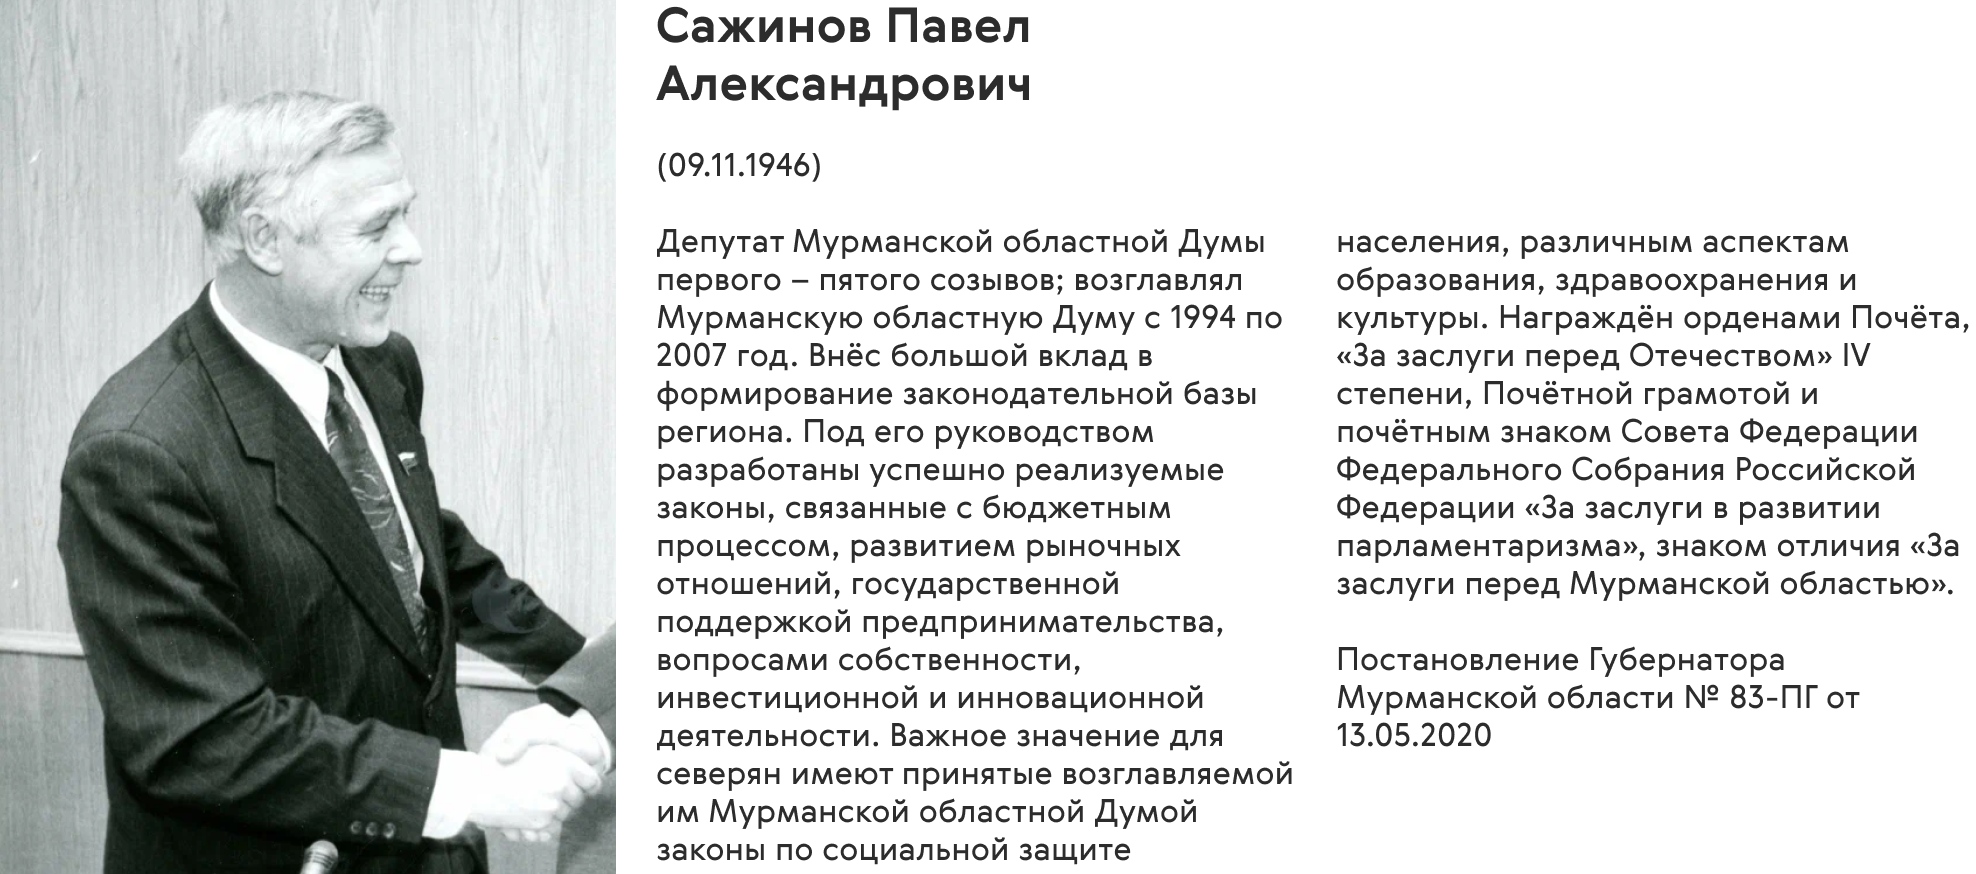 Сажинов Павел
Александрович
(09.11.1946)
Депутат Мурманской областной Думы
первого – пятого созывов; возглавлял
Мурманскую областную Думу с 1994 по
2007 год. Внёс большой вклад в
формирование законодательной базы
региона. Под его руководством
разработаны успешно реализуемые
законы, связанные с бюджетным
процессом, развитием рыночных
отношений, государственной
поддержкой предпринимательства,
вопросами собственности,
инвестиционной и инновационной
деятельности. Важное значение для
северян имеют принятые возглавляемой
им Мурманской областной Думой
законы по социальной защите
населения, различным аспектам
образования, здравоохранения и
культуры. Награждён орденами Почёта,
«За заслуги перед Отечеством» IV
степени, Почётной грамотой и
почётным знаком Совета Федерации
Федерального Собрания Российской
Федерации «За заслуги в развитии
парламентаризма», знаком отличия «За
заслуги перед Мурманской областью».
Постановление Губернатора
Мурманской области № 83-ПГ от
13.05.2020